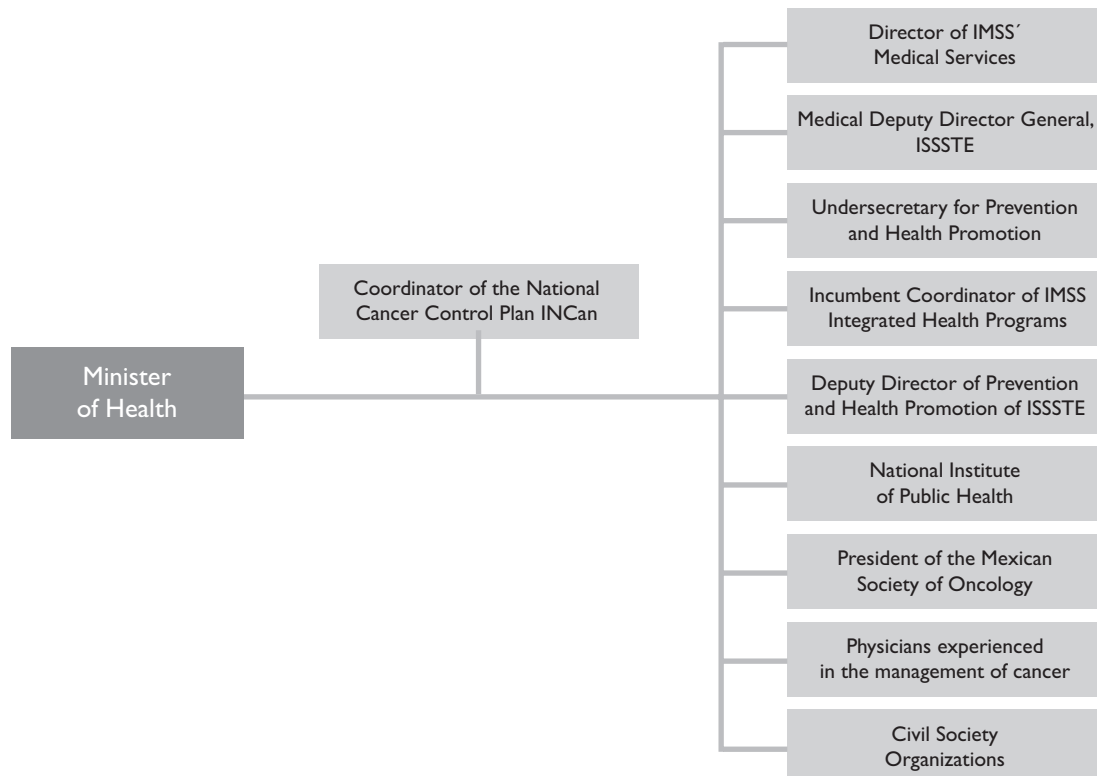 Minister
of Health
Coordinator of the National
Cancer Control Plan INCan
Director of IMSS´
Medical Services
Medical Deputy Director General,
ISSSTE
Undersecretary for Prevention
and Health Promotion
Incumbent Coordinator of IMSS
Integrated Health Programs
Deputy Director of Prevention
and Health Promotion of ISSSTE
National Institute
of Public Health
President of the Mexican
Society of Oncology
Physicians experienced
in the management of cancer
Civil Society
Organizations